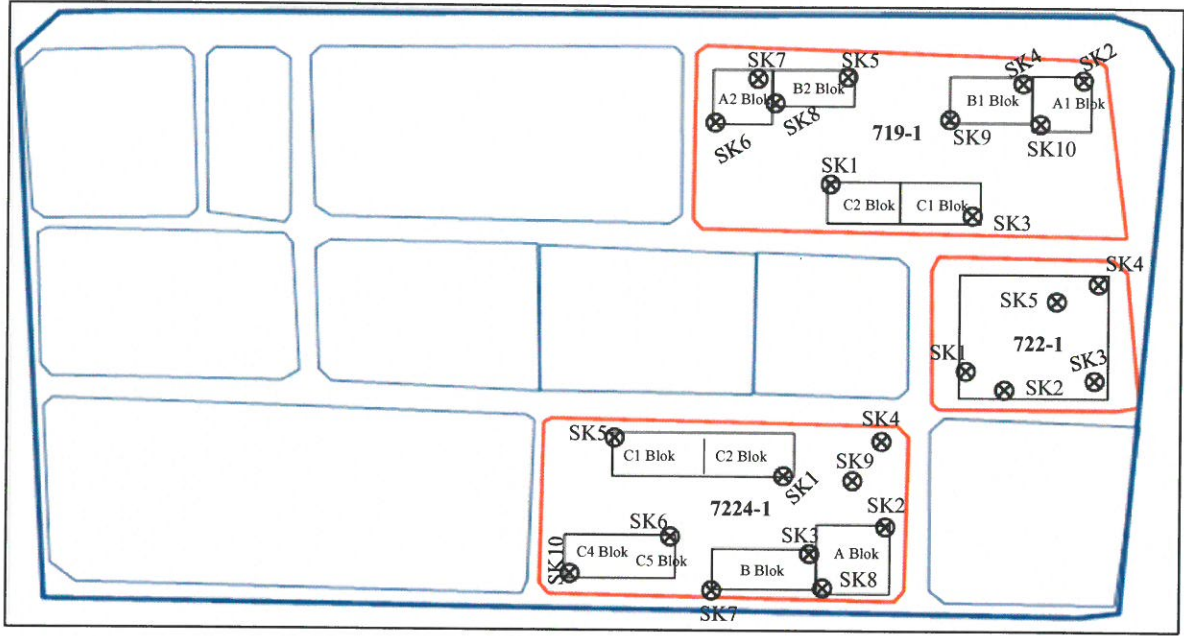 SK7
SK5
SK4
SK2
A2 Blok
B2 Blok
B1 Blok
A1 Blok
SK6
SK8
719-1
SK9
SK10
SK1
C2 Blok
C1 Blok
SK3
SK4
SK5
722-1
SK1
SK3
SK2
SK5
SK4
C1 Blok
C2 Blok
SK9
SK1
7224-1
SK2
SK6
SK3
C4 Blok
C5 Blok
A Blok
SK10
B Blok
SK8
SK7